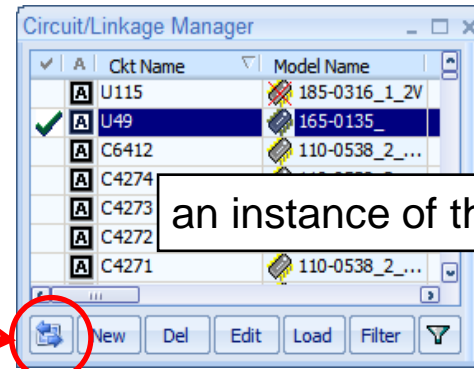 Circuit/Linkage Manager
A Ckt Name Model Name
A U115 185-0316_1_2V
A U49 165-0135_
A C6412 110-0538_2_...
A C4274
A C4273
an instance of th
A C4272
A C4271 110-0538_2_...
New Del Edit Load Filter